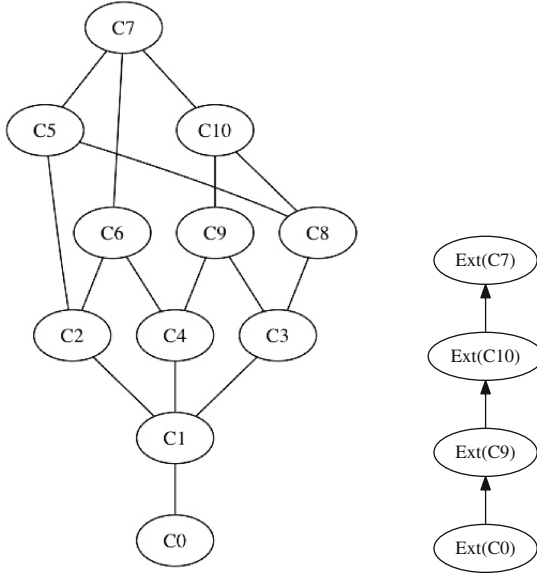 C7
C5
C10
C6
C9
C8
C2
C4
C3
C1
C0
Ext(C7)
Ext(C10)
Ext(C9)
Ext(C0)